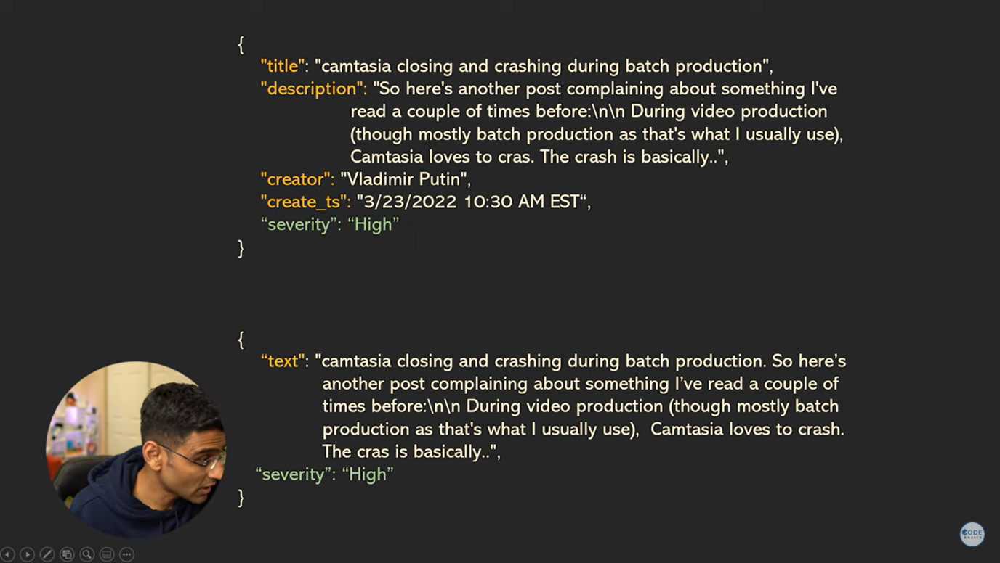 {
"title": "camtasia closing and crashing during batch production",
"description": "So here's another post complaining about something I've
read a couple of times before:\n\n During video production
(though mostly batch production as that's what I usually use),
Camtasia loves to cras. The crash is basically..",
"creator": "Vladimir Putin",
"create_ts": "3/23/2022 10:30 AM EST“,
“severity”: “High”
}
{
“text": "camtasia closing and crashing during batch production. So here’s
another post complaining about something I’ve read a couple of
times before:\n\n During video production (though mostly batch
production as that's what I usually use),  Camtasia loves to crash.
The cras is basically..",
“severity”: “High”
}
CODE
BASICS